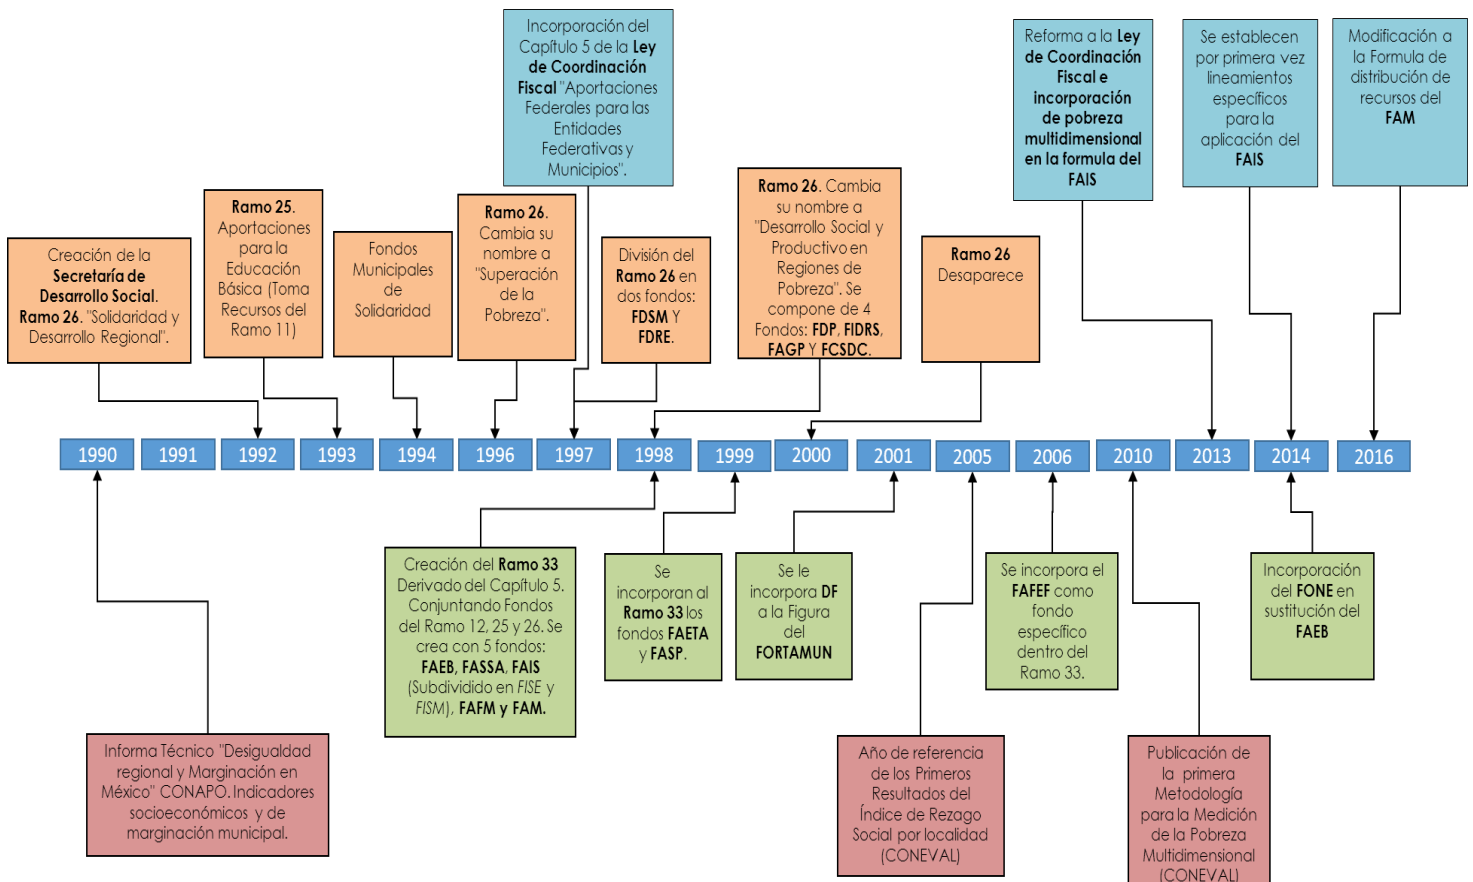 Incorporación del
Capítulo 5 de la Ley
de Coordinación
Fiscal "Aportaciones
Federales para las
Entidades
Federativas y
Municipios".
Reforma a la Ley
de Coordinación
Fiscal e
incorporación
de pobreza
multidimensional
en la formula del
FAIS
Se establecen
por primera vez
lineamientos
específicos
para la
aplicación del
FAIS
Modificación a
la Formula de
distribución de
recursos del
FAM
Creación de la
Secretaría de
Desarrollo Social.
Ramo 26. "Solidaridad y
Desarrollo Regional".
Ramo 25.
Aportaciones
para la
Educación
Básica (Toma
Recursos del
Ramo 11)
Fondos
Municipales
de
Solidaridad
Ramo 26.
Cambia su
nombre a
"Superación
de la
Pobreza".
División del
Ramo 26 en
dos fondos:
FDSM Y
FDRE.
Ramo 26. Cambia
su nombre a
"Desarrollo Social y
Productivo en
Regiones de
Pobreza". Se
compone de 4
Fondos: FDP, FIDRS,
FAGP Y FCSDC.
Ramo 26
Desaparece
1990
1991
1992
1993
1994
1996
1997
1998
1999
2000
2001
2005
2006
2010
2013
2014
2016
Creación del Ramo 33
Derivado del Capítulo 5.
Conjuntando Fondos
del Ramo 12, 25 y 26. Se
crea con 5 fondos:
FAEB, FASSA, FAIS
(Subdividido en FISE y
FISM), FAFM y FAM.
Se
incorporan al
Ramo 33 los
fondos FAETA
y FASP.
Se le
incorpora DF
a la Figura
del
FORTAMUN
Se incorpora el
FAFEF como
fondo
específico
dentro del
Ramo 33.
Incorporación
del FONE en
sustitución del
FAEB
Informa Técnico "Desigualdad
regional y Marginación en
México" CONAPO. Indicadores
socioeconómicos y de
marginación municipal.
Año de referencia
de los Primeros
Resultados del
Índice de Rezago
Social por localidad
(CONEVAL)
Publicación de
la primera
Metodología
para la Medición
de la Pobreza
Multidimensional
(CONEVAL)